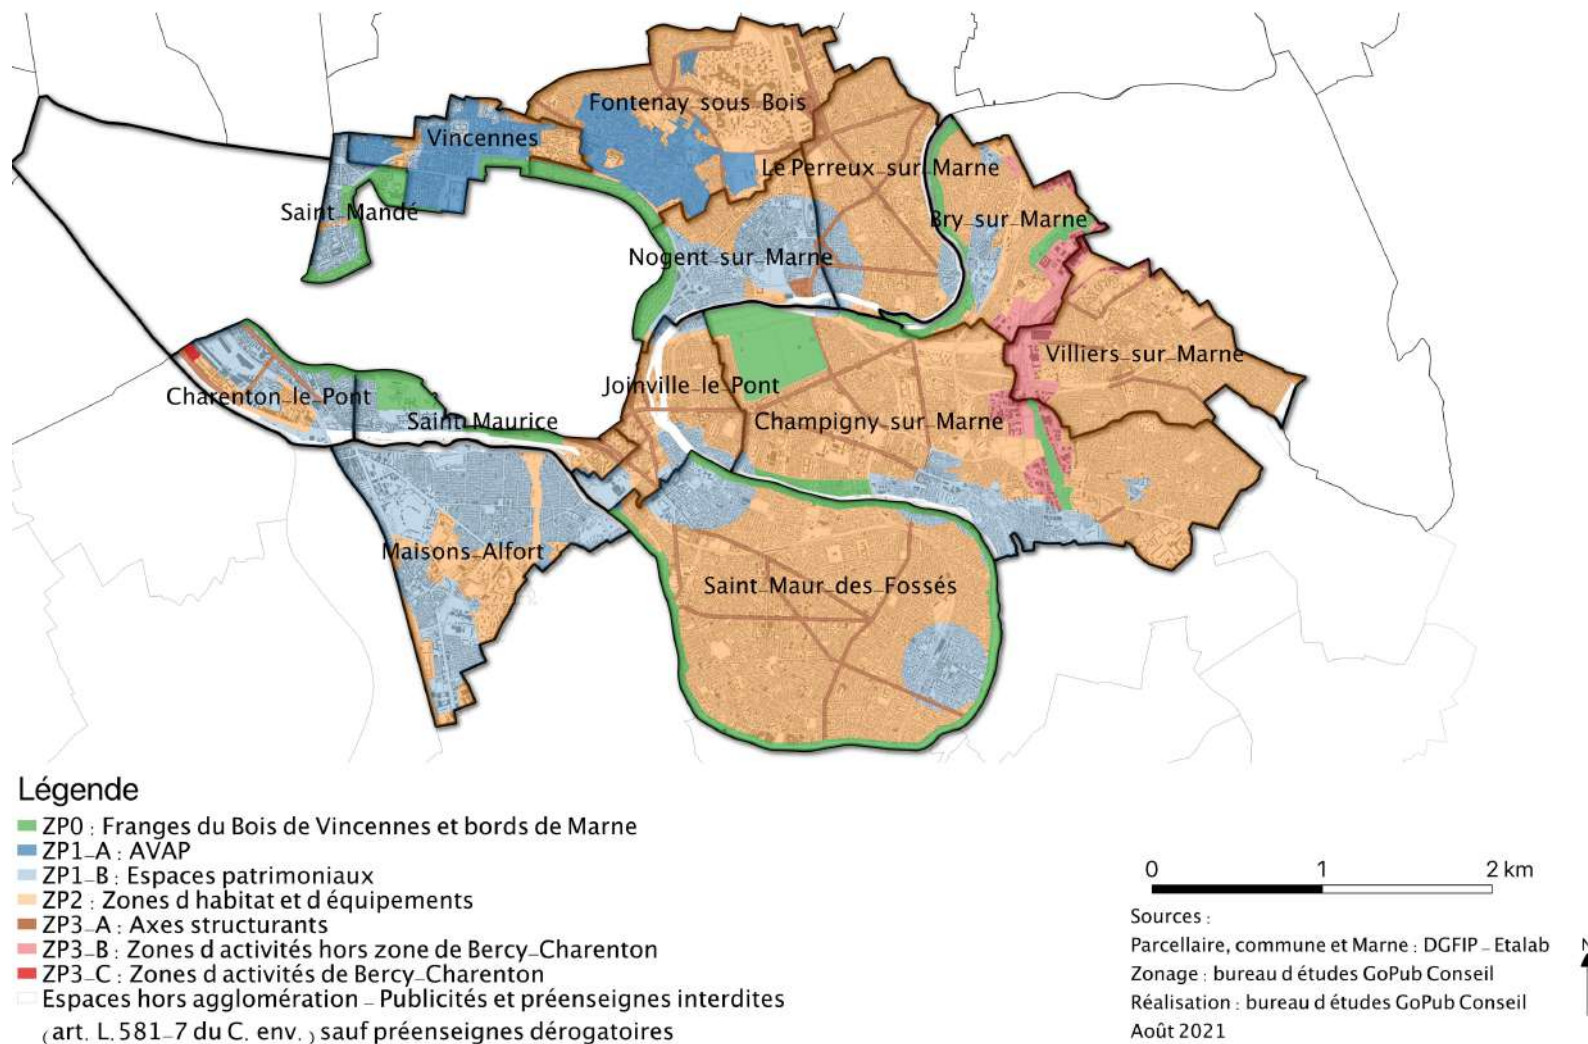 Fontenay_sous_Bois
Vincennes
Le Perreux_sur_Marne
Saint_Mandé
Bry_sur_Marne
Nogent_sur_Marne
Villiers_sur_Marne
Charenton_le_Pont
Joinville_le_Pont
Saint_Maurice
Champigny_sur_Marne
Maisons_Alfort
Saint_Maur_des_Fossés
Légende
ZP0 : Franges du Bois de Vincennes et bords de Marne
ZP1_A : AVAP
ZP1_B : Espaces patrimoniaux
ZP2 : Zones d habitat et d équipements
ZP3_A : Axes structurants
ZP3_B : Zones d activités hors zone de Bercy_Charenton
ZP3_C : Zones d activités de Bercy_Charenton
Espaces hors agglomération _ Publicités et préenseignes interdites
(art. L.581_7 du C. env.) sauf préenseignes dérogatoires
0 1 2 km
Sources :
Parcellaire, commune et Marne : DGFIP _ Etalab
Zonage : bureau d études GoPub Conseil
Réalisation : bureau d études GoPub Conseil
Août 2021
N